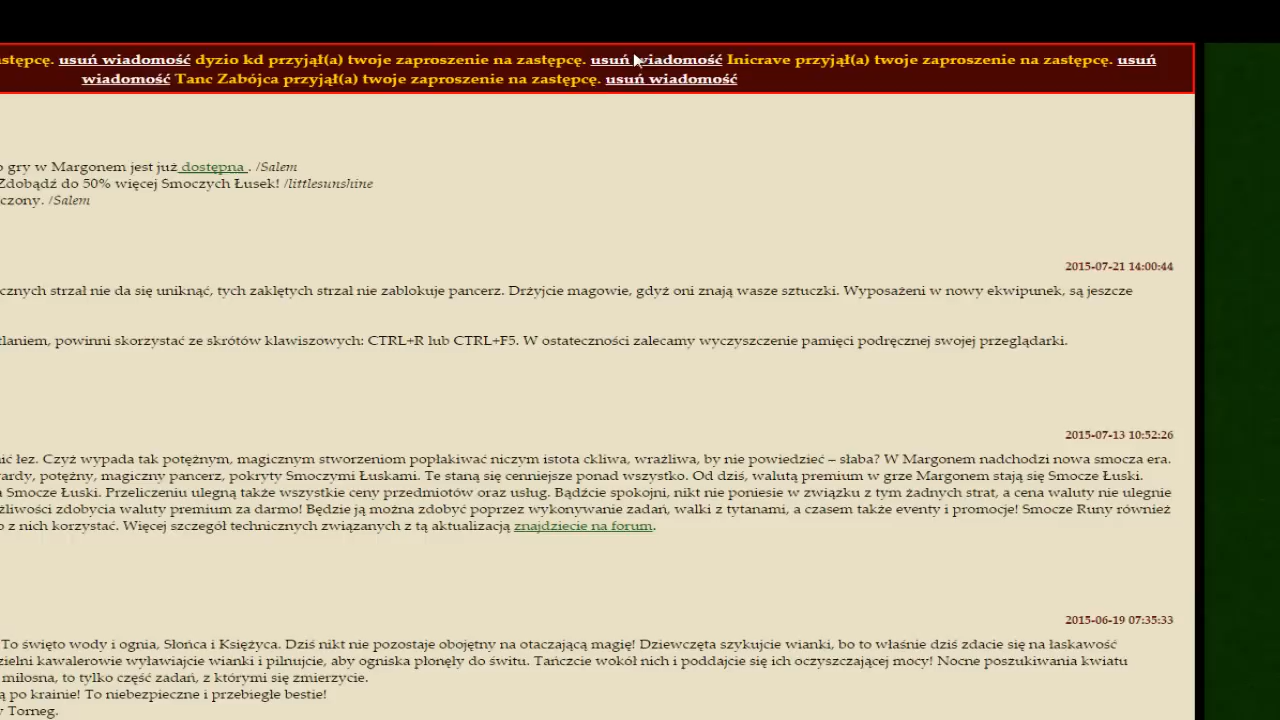 stępcę. usuń wiadomość dyzio kd przyjął(a) twoje zaproszenie na zastępcę. usuń wiadomość Inicrave przyjął(a) twoje zaproszenie na zastępcę. usuń
wiadomość Tanc Zabójca przyjął(a) twoje zaproszenie na zastępcę. usuń wiadomość
o gry w Margonem jest już dostępna . /Salem
Zdobądź do 50% więcej Smoczych Łusek! /littlesunshine
czony. /Salem
2015-07-21 14:00:44
cznych strzał nie da się uniknąć, tych zaklętych strzał nie zablokuje pancerz. Drżyjcie magowie, gdyż oni znają wasze sztuczki. Wyposażeni w nowy ekwipunek, są jeszcze
tlaniem, powinni skorzystać ze skrótów klawiszowych: CTRL+R lub CTRL+F5. W ostateczności zalecamy wyczyszczenie pamięci podręcznej swojej przeglądarki.
2015-07-13 10:52:26
ić łez. Czyż wypada tak potężnym, magicznym stworzeniom popłakiwać niczym istota ckliwa, wrażliwa, by nie powiedzieć – słaba? W Margonem nadchodzi nowa smocza era.
ardy, potężny, magiczny pancerz, pokryty Smoczymi Łuskami. Te staną się cenniejsze ponad wszystko. Od dziś, walutą premium w grze Margonem stają się Smocze Łuski.
a Smocze Łuski. Przeliczeniu ulegną także wszystkie ceny przedmiotów oraz usług. Bądźcie spokojni, nikt nie poniesie w związku z tym żadnych strat, a cena waluty nie ulegnie
żliwości zdobycia waluty premium za darmo! Będzie ją można zdobyć poprzez wykonywanie zadań, walki z tytanami, a czasem także eventy i promocje! Smocze Runy również
o z nich korzystać. Więcej szczegół technicznych związanych z tą aktualizacją znajdziecie na forum.
2015-06-19 07:35:33
To święto wody i ognia, Słońca i Księżyca. Dziś nikt nie pozostaje obojętny na otaczającą magię! Dziewczęta szykujcie wianki, bo to właśnie dziś zdacie się na łaskawość
zielni kawalerowie wyławiajcie wianki i pilnujcie, aby ogniska płonęły do świtu. Tańczcie wokół nich i poddajcie się ich oczyszczającej mocy! Nocne poszukiwania kwiatu
miłosna, to tylko część zadań, z którymi się zmierzycie.
ą po krainie! To niebezpieczne i przebiegłe bestie!
y Torneg.